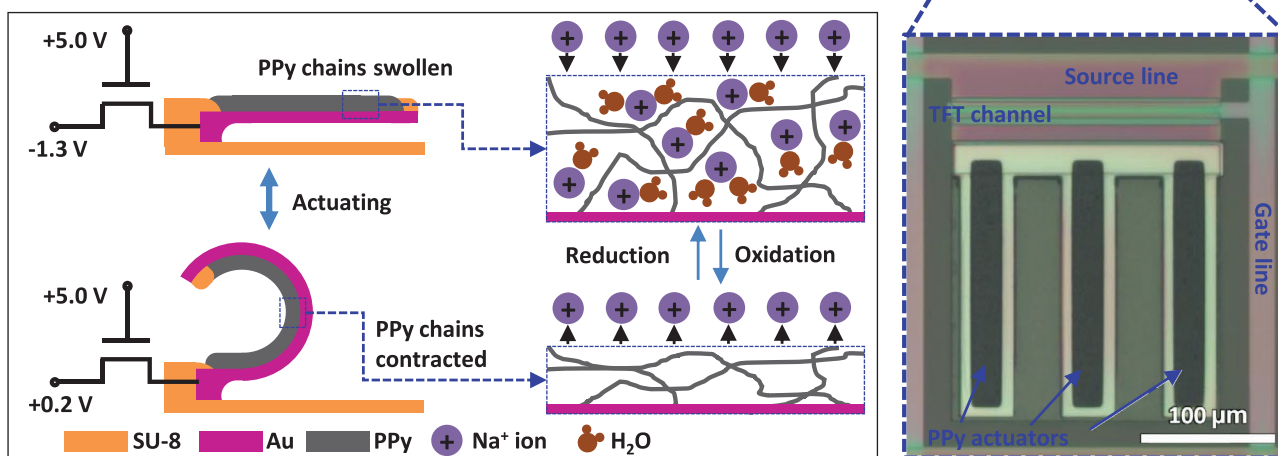 +5.0 V
PPy chains swollen
-1.3 V
Actuating
Reduction
Oxidation
+5.0 V
PPy chains
contracted
+0.2 V
SU-8
Au
PPy
Na⁺ ion
H₂O
Source line
TFT channel
Gate line
100 µm
PPy actuators